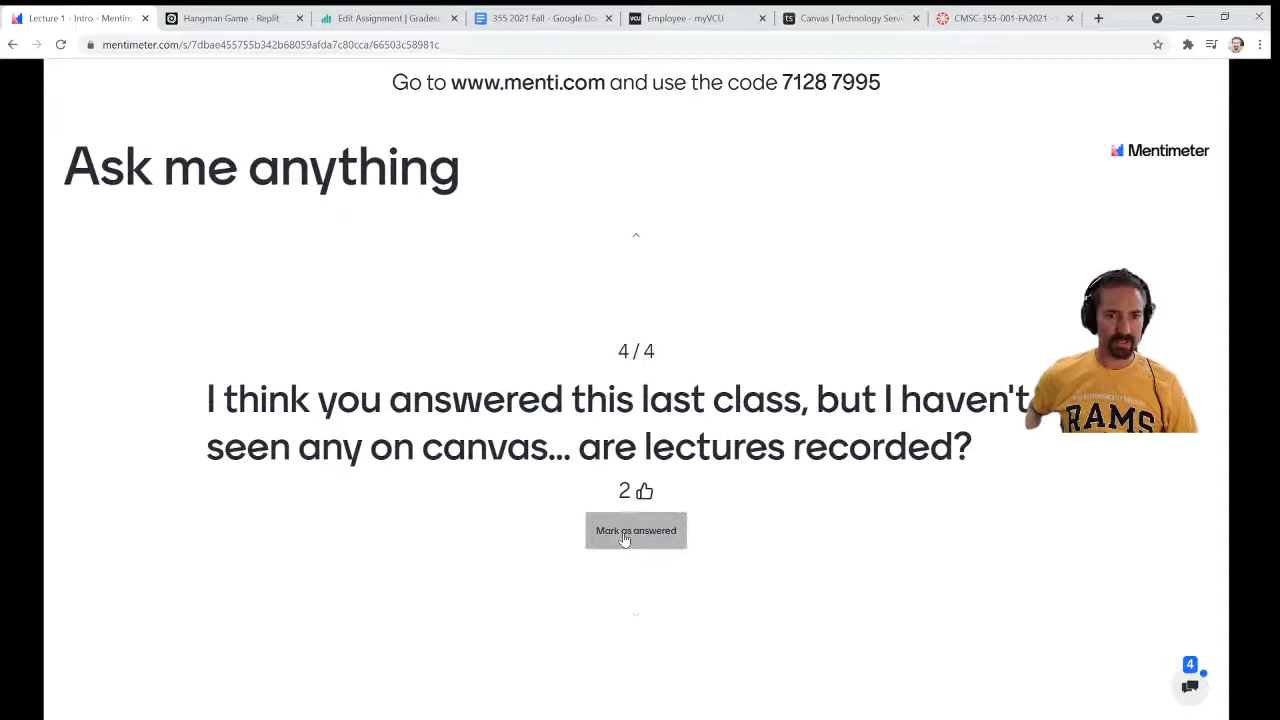 Lecture 1 - Intro - Mentim
Hangman Game - Replit
Edit Assignment | Grades
355 2021 Fall - Google Do
VCU
Employee - myVCU
ts
Canvas | Technology Servi
CMSC-355-001-FA2021 -
mentimeter.com/s/7dbae455755b342b68059afda7c80cca/66503c58981c
Go to www.menti.com and use the code 7128 7995
Ask me anything
Mentimeter
4 / 4
I think you answered this last class, but I haven't
seen any on canvas... are lectures recorded?
2
Mark as answered
RAMS
4